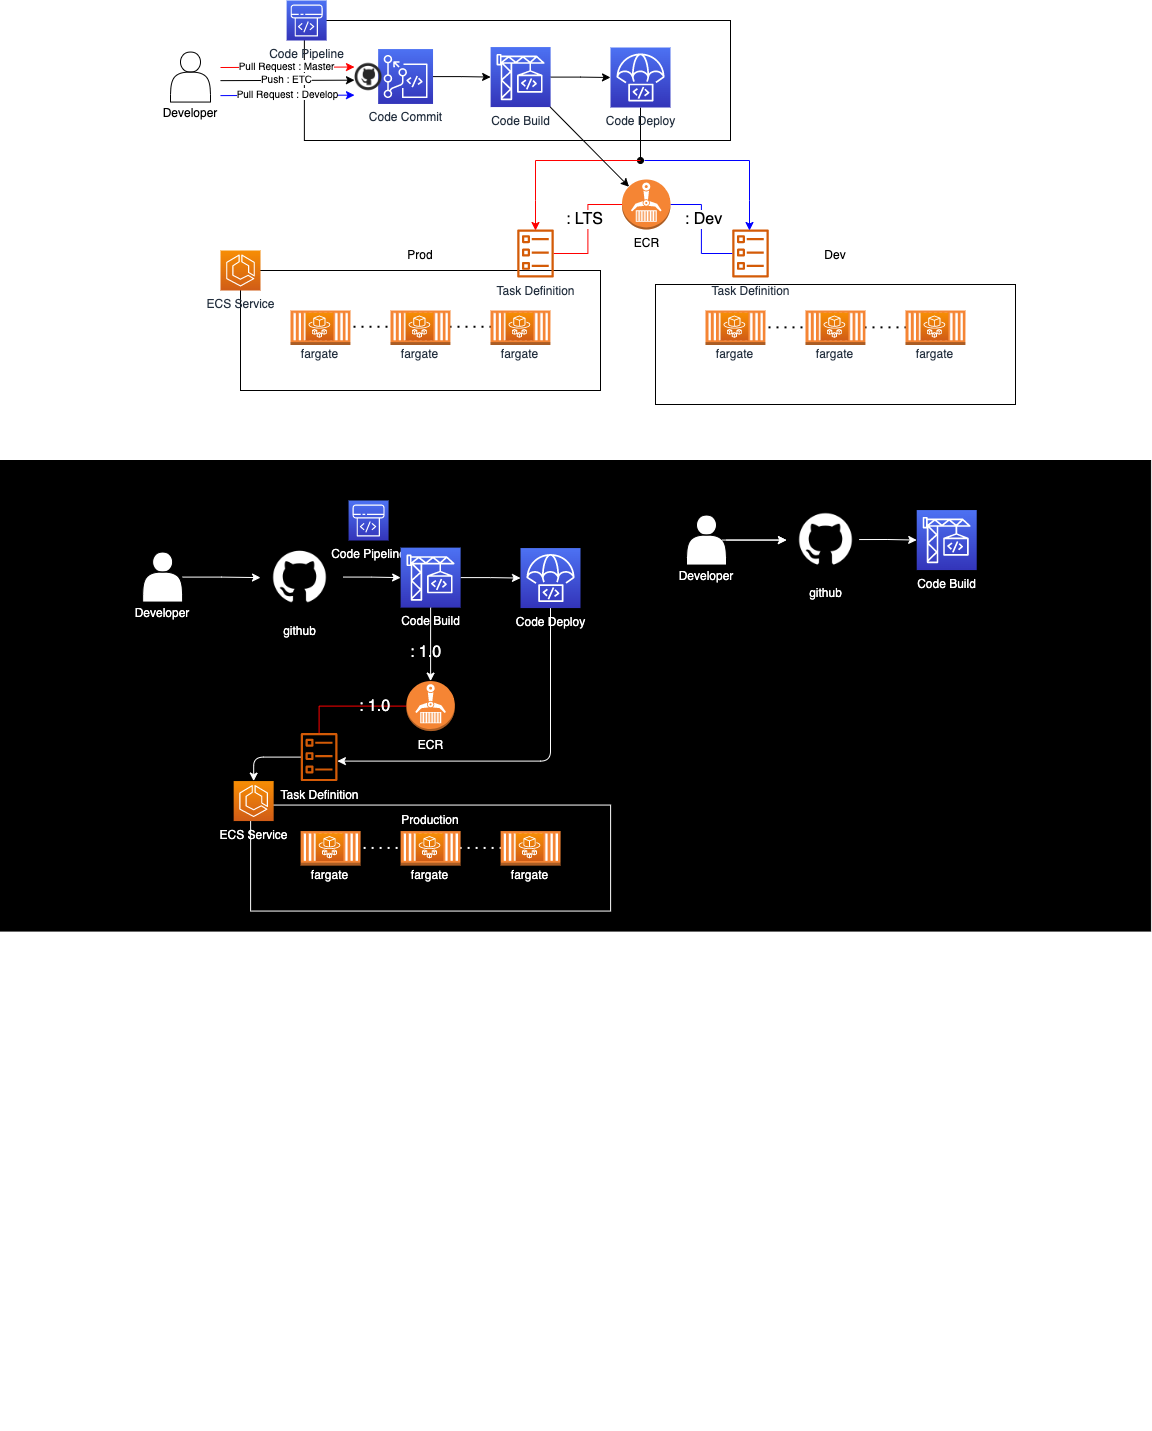 Code Pipeline
Pull Request : Master
Push : ETC
Pull Request : Develop
Developer
Code Commit
Code Build
Code Deploy
: LTS
: Dev
ECR
Prod
Dev
Task Definition
Task Definition
ECS Service
fargate
fargate
fargate
fargate
fargate
fargate
Code Pipeline
Developer
github
Code Build
Code Deploy
Developer
github
Code Build
: 1.0
: 1.0
ECR
Task Definition
ECS Service
Production
fargate
fargate
fargate